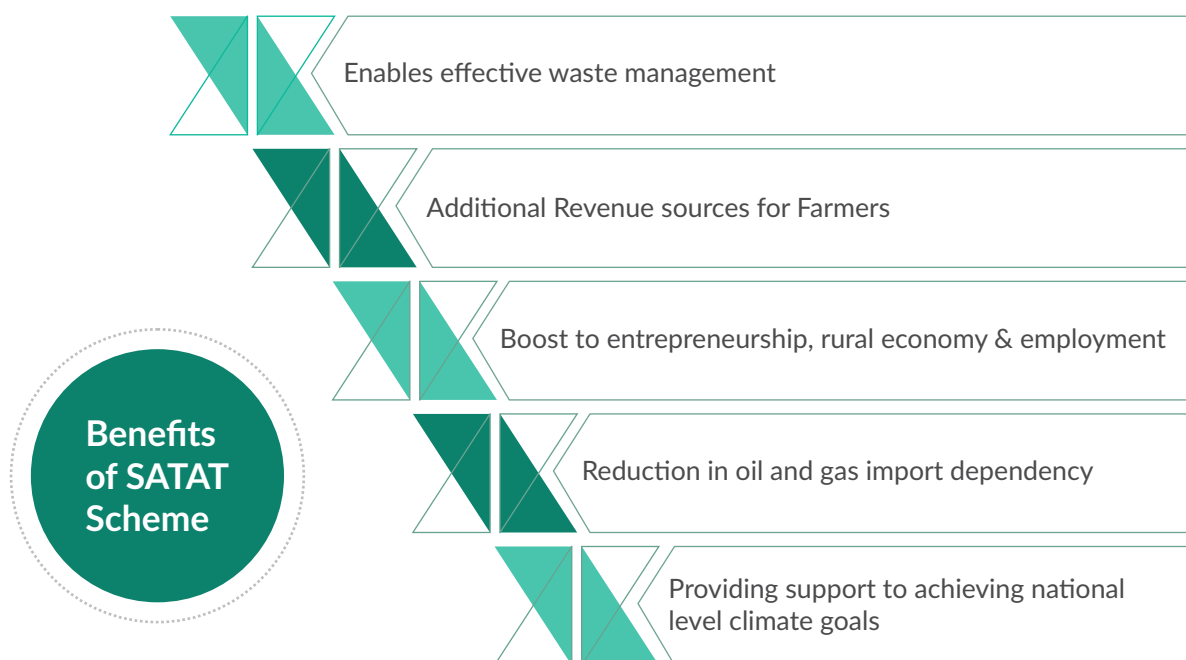 Enables effective waste management
Additional Revenue sources for Farmers
Boost to entrepreneurship, rural economy & employment
Reduction in oil and gas import dependency
Providing support to achieving national
level climate goals
Benefits
of SATAT
Scheme